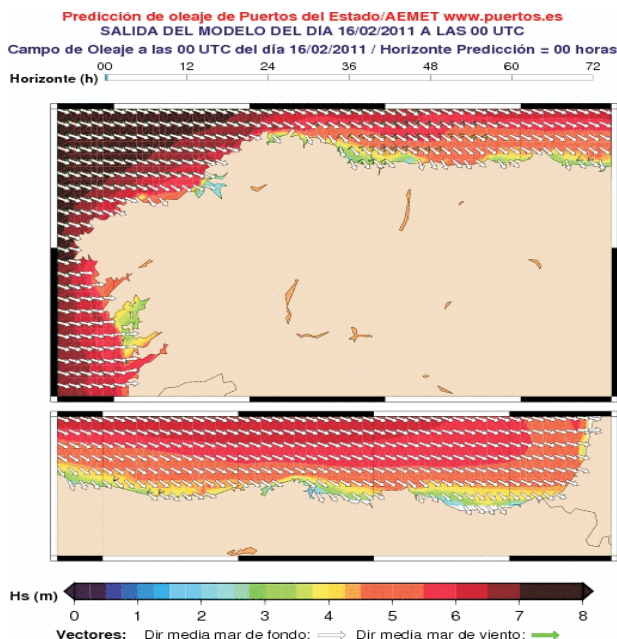 Predicción de oleaje de Puertos del Estado/AEMET www.puertos.es
SALIDA DEL MODELO DEL DÍA 16/02/2011 A LAS 00 UTC
Campo de Oleaje a las 00 UTC del día 16/02/2011 / Horizonte Predicción = 00 horas
Horizonte (h) 00 12 24 36 48 60 72
Hs (m) 0 1 2 3 4 5 6 7 8
Vectores: Dir media mar de fondo: Dir media mar de viento: